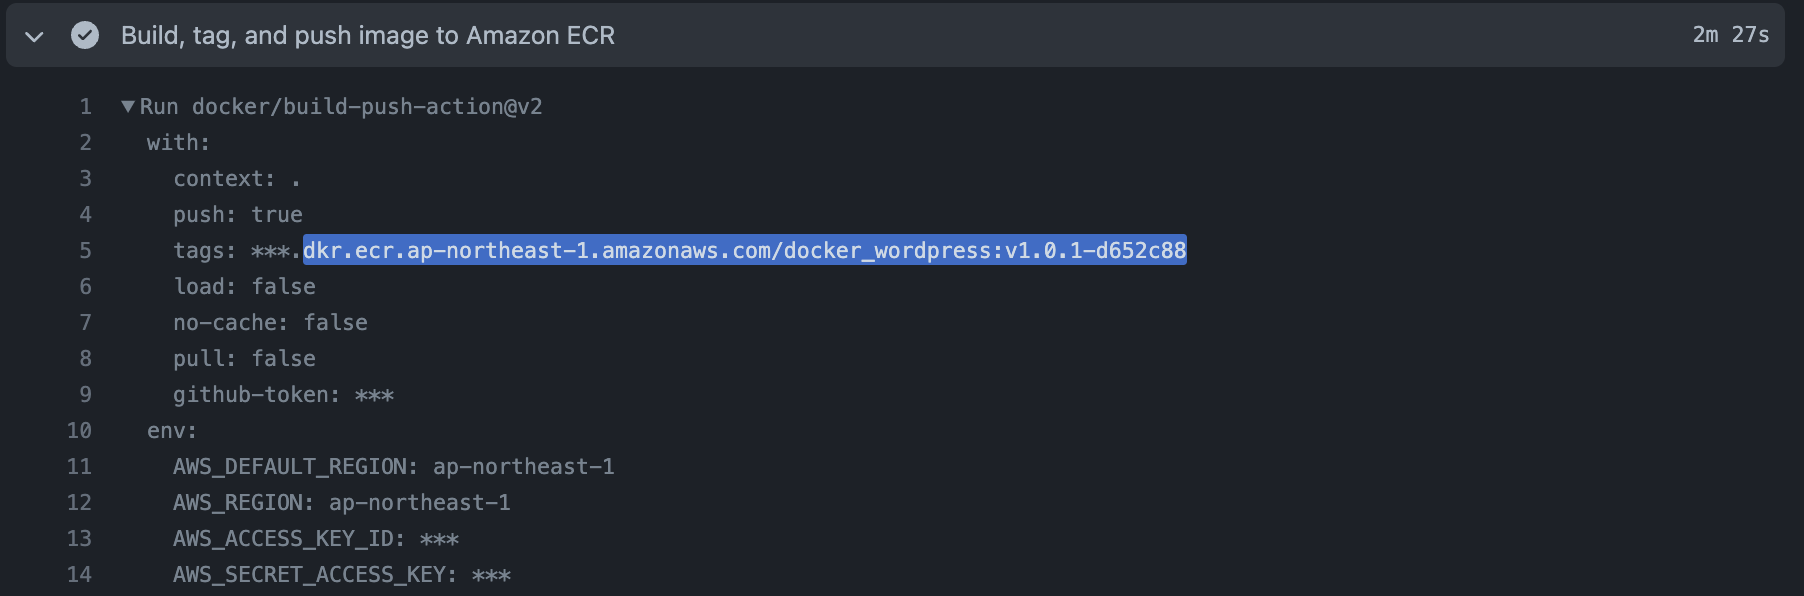 Build, tag, and push image to Amazon ECR 2m 27s
1 ▼Run docker/build-push-action@v2
2 with:
3 context: .
4 push: true
5 tags: ***.dkr.ecr.ap-northeast-1.amazonaws.com/docker_wordpress:v1.0.1-d652c88
6 load: false
7 no-cache: false
8 pull: false
9 github-token: ***
10 env:
11 AWS_DEFAULT_REGION: ap-northeast-1
12 AWS_REGION: ap-northeast-1
13 AWS_ACCESS_KEY_ID: ***
14 AWS_SECRET_ACCESS_KEY: ***